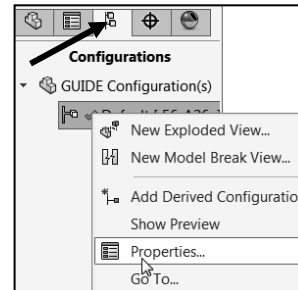 Configurations
GUIDE Configuration(s)
New Exploded View...
New Model Break View...
Add Derived Configuratio
Show Preview
Properties...
Go To...